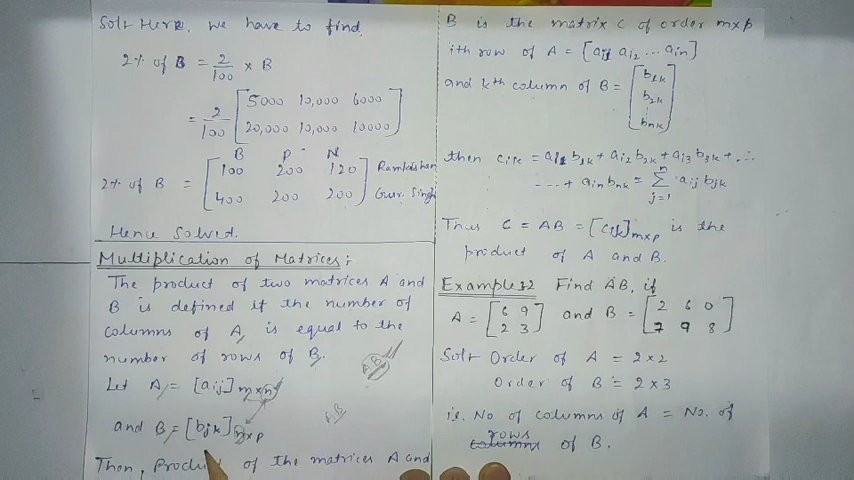 Sol:- Here, we have to find.
2% of B = 2/100 × B
= 2/100 [5000 10,000 6000
20,000 10,000 10000]
B P N
2% of B = [100 200 120] Ramkishan
[400 200 200] Gur. Singh
Hence Solved.
Multiplication of Matrices:
The product of two matrices A and
B is defined if the number of
columns of A, is equal to the
number of rows of B.
AB
Let A = [aij] m×n
AB
and B = [bjk] n×p
Then, Product of the matrices A and
B is the matrix C of order m×p
ith row of A = [ai1 ai2 ... ain]
and kth column of B = [b1k
b2k
⋮
bnk]
then cik = ai1 b1k + ai2 b2k + ai3 b3k + ...
---- + ain bnk = n∑j=1 aij bjk
Thus C = AB = [cik]m×p is the
product of A and B.
Example:12 Find AB, if
A = [6 9
2 3] and B = [2 6 0
7 9 8]
Sol:- Order of A = 2×2
Order of B = 2×3
i.e. No of columns of A = No. of
rows
columns of B.